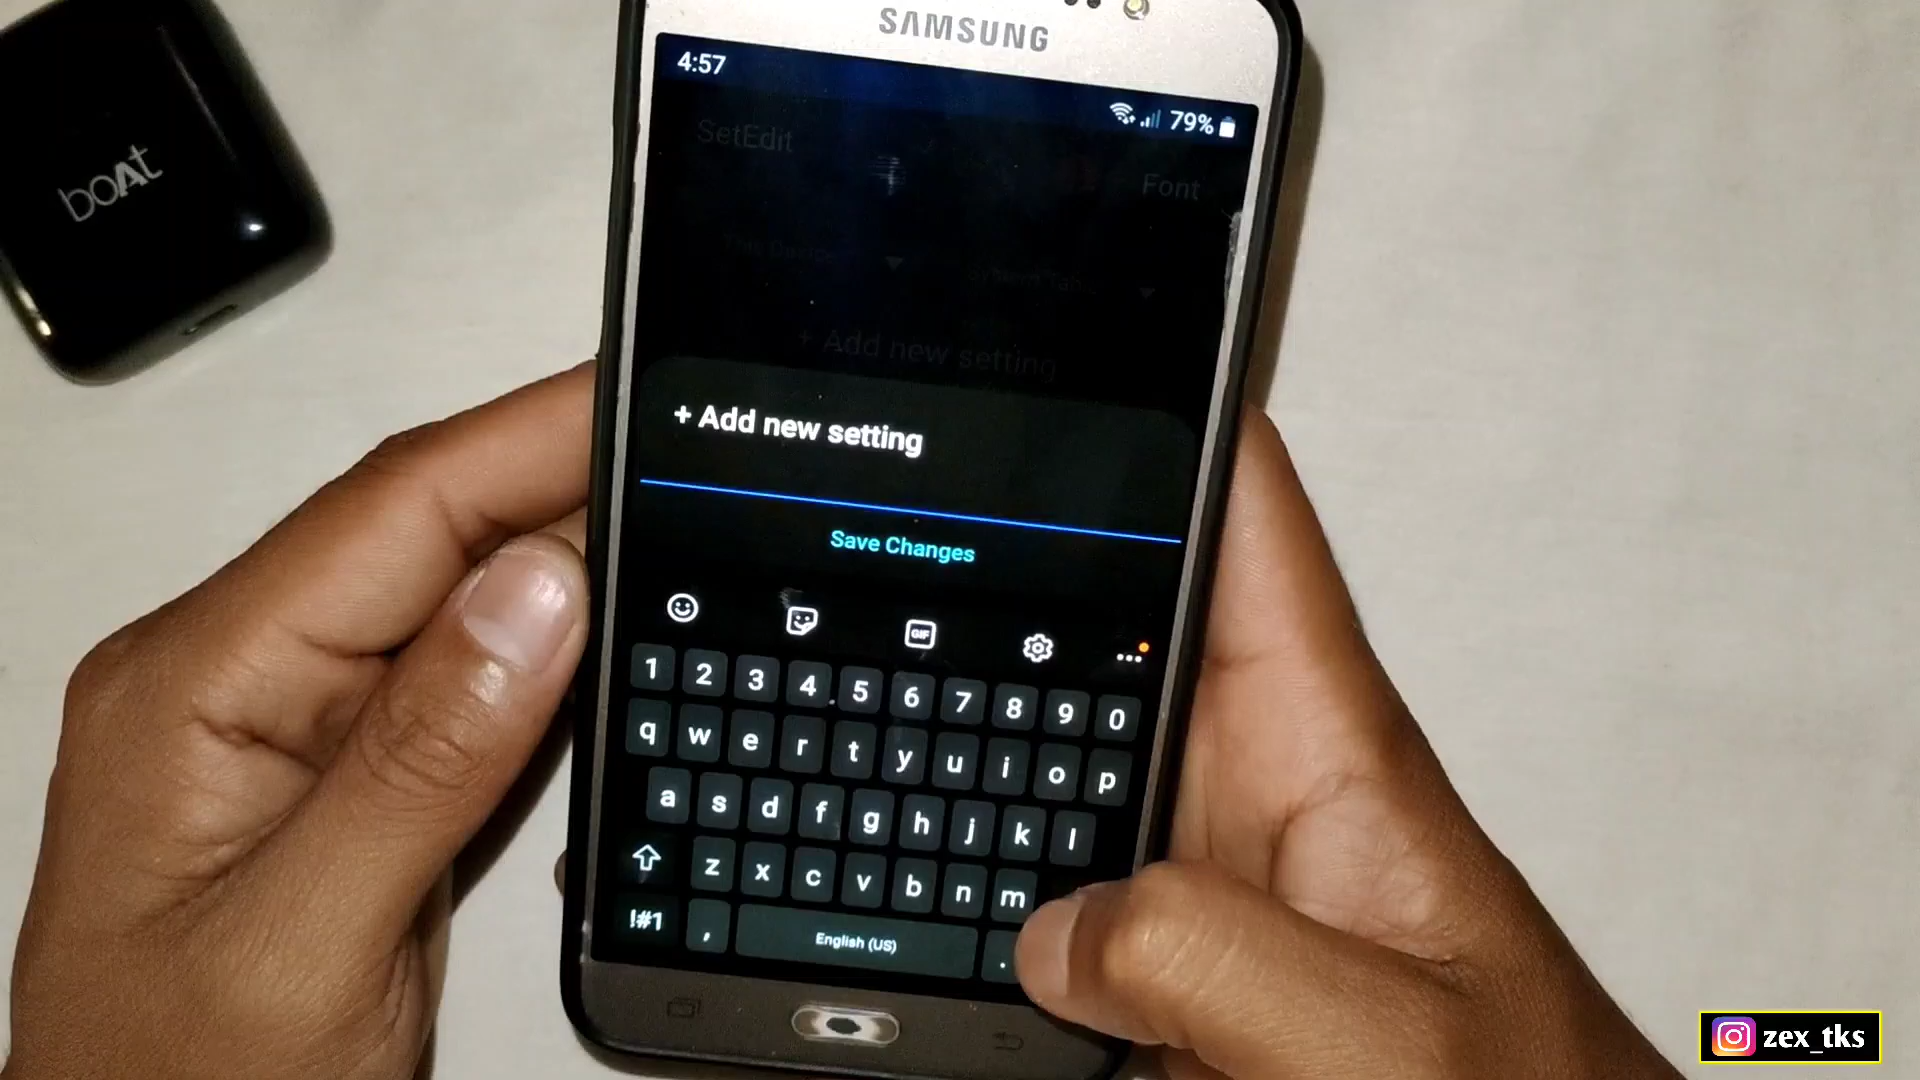 SAMSUNG
4:57
79%
SetEdit
Font
boAt
+ Add new setting
+ Add new setting
Save Changes
GIF
1 2 3 4 5 6 7 8 9 0
q w e r t y u i o p
a s d f g h j k l
z x c v b n m
!#1 , English (US) .
zex_tks